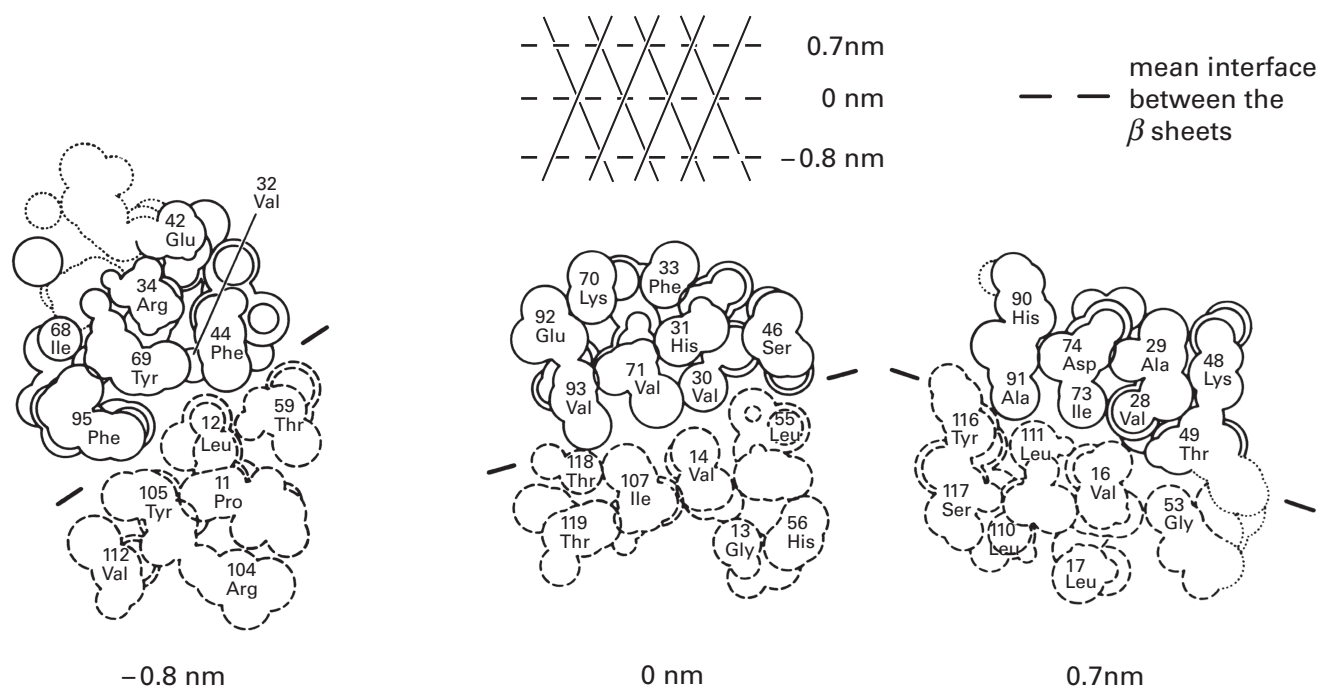 0.7nm
0 nm
−0.8 nm
mean interface
between the
β sheets
32
Val
42
Glu
34
Arg
68
Ile
69
Tyr
44
Phe
95
Phe
12
Leu
59
Thr
105
Tyr
11
Pro
112
Val
104
Arg
−0.8 nm
70
Lys
33
Phe
92
Glu
31
His
46
Ser
71
Val
30
Val
93
Val
55
Leu
118
Thr
107
Ile
14
Val
119
Thr
13
Gly
56
His
0 nm
90
His
74
Asp
29
Ala
48
Lys
91
Ala
73
Ile
28
Val
49
Thr
116
Tyr
111
Leu
16
Val
117
Ser
53
Gly
110
Leu
17
Leu
0.7nm